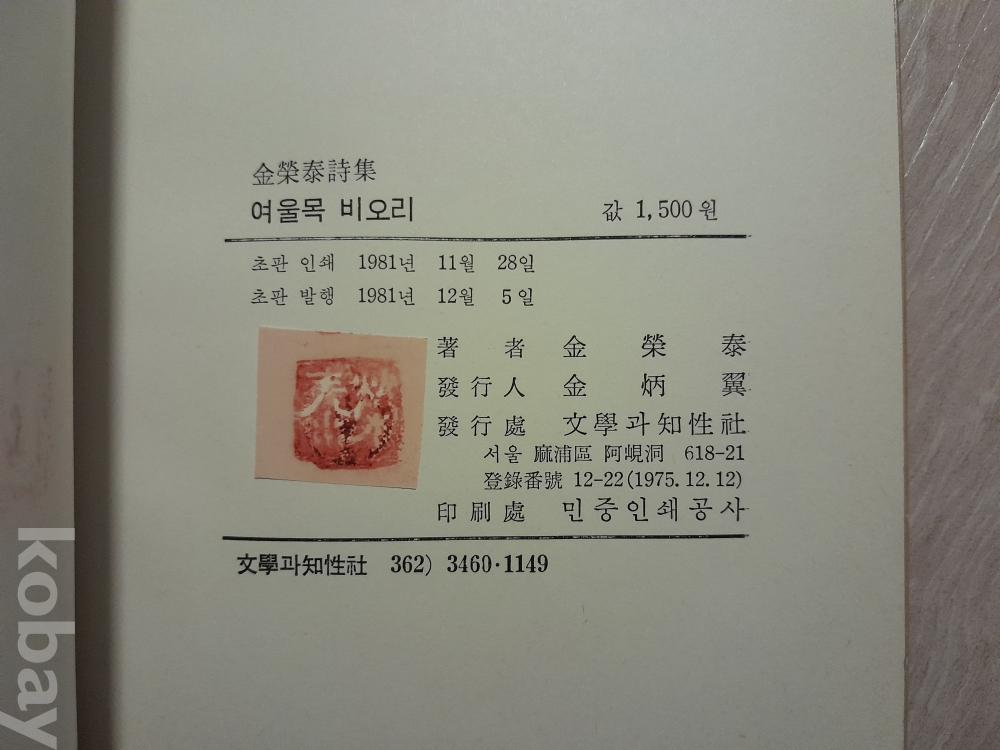 金榮泰詩集
여울목 비오리 값 1,500원
초판 인쇄 1981년 11월 28일
초판 발행 1981년 12월 5일
著者 金榮泰
發行人 金炳翼
發行處 文學과知性社
서울 麻浦區 阿峴洞 618-21
登錄番號 12-22(1975.12.12)
印刷處 민중인쇄공사
文學과知性社 362) 3460·1149
kobay